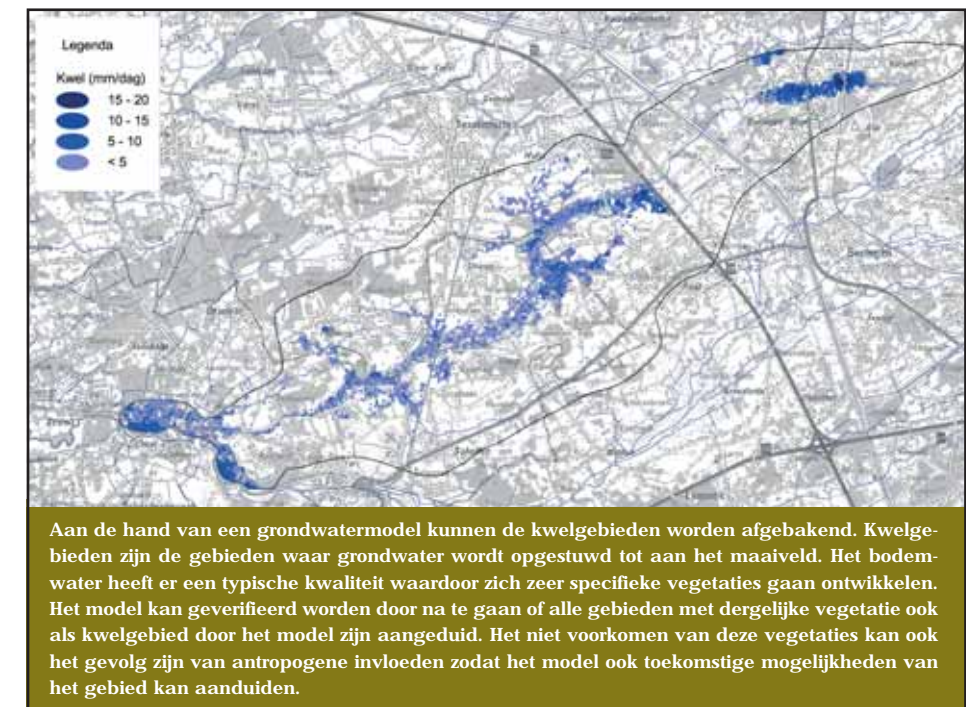 Legenda
Kwel (mm/dag)
15 - 20
10 - 15
5 - 10
< 5
Aan de hand van een grondwatermodel kunnen de kwelgebieden worden afgebakend. Kwelge-
bieden zijn de gebieden waar grondwater wordt opgestuwd tot aan het maaiveld. Het bodem-
water heeft er een typische kwaliteit waardoor zich zeer specifieke vegetaties gaan ontwikkelen.
Het model kan geverifieerd worden door na te gaan of alle gebieden met dergelijke vegetatie ook
als kwelgebied door het model zijn aangeduid. Het niet voorkomen van deze vegetaties kan ook
het gevolg zijn van antropogene invloeden zodat het model ook toekomstige mogelijkheden van
het gebied kan aanduiden.